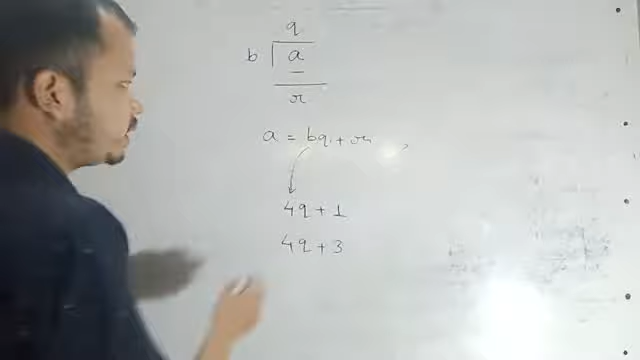 q
b a
r
a = bq + r,
4q + 1
4q + 3